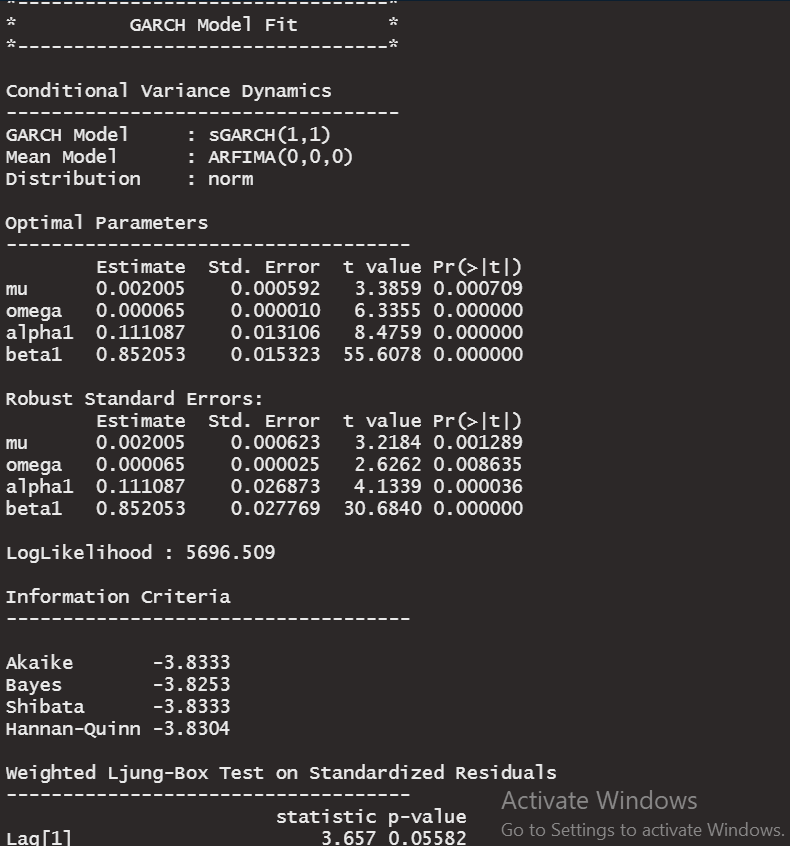 *---------------------------------*
*          GARCH Model Fit        *
*---------------------------------*
Conditional Variance Dynamics
-----------------------------------
GARCH Model     : sGARCH(1,1)
Mean Model      : ARFIMA(0,0,0)
Distribution    : norm
Optimal Parameters
------------------------------------
        Estimate  Std. Error  t value Pr(>|t|)
mu      0.002005    0.000592   3.3859 0.000709
omega   0.000065    0.000010   6.3355 0.000000
alpha1  0.111087    0.013106   8.4759 0.000000
beta1   0.852053    0.015323  55.6078 0.000000
Robust Standard Errors:
        Estimate  Std. Error  t value Pr(>|t|)
mu      0.002005    0.000623   3.2184 0.001289
omega   0.000065    0.000025   2.6262 0.008635
alpha1  0.111087    0.026873   4.1339 0.000036
beta1   0.852053    0.027769  30.6840 0.000000
LogLikelihood : 5696.509
Information Criteria
------------------------------------
Akaike       -3.8333
Bayes        -3.8253
Shibata      -3.8333
Hannan-Quinn -3.8304
Weighted Ljung-Box Test on Standardized Residuals
------------------------------------
                        statistic p-value
Lag[1]                      3.657 0.05582
Activate Windows
Go to Settings to activate Windows.